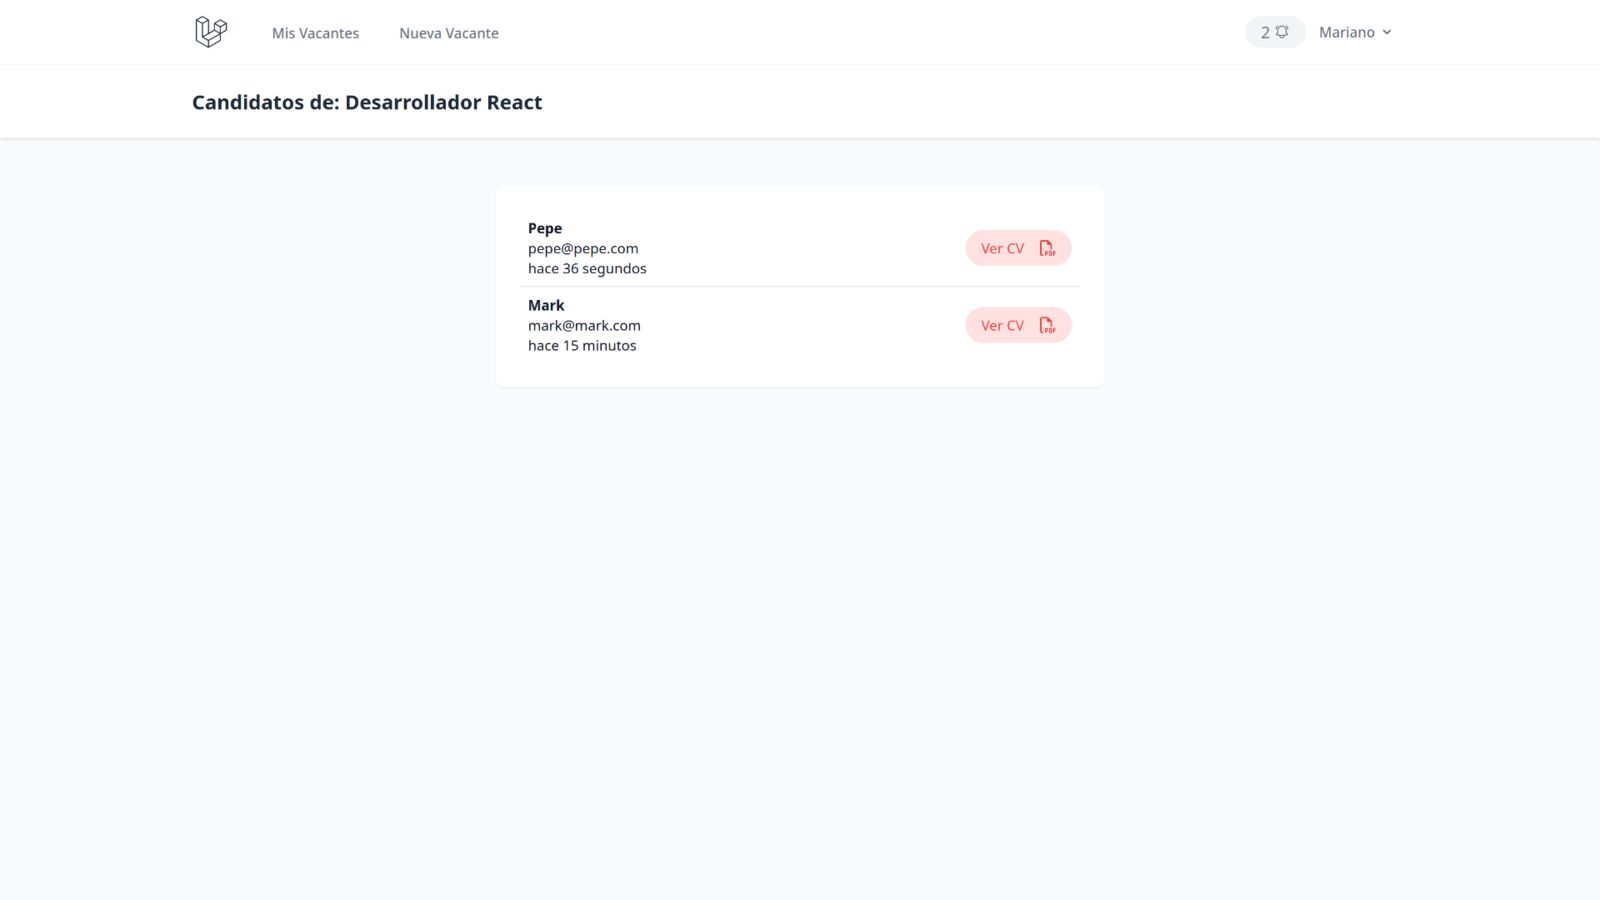 Mis Vacantes
Nueva Vacante
2
Mariano
Candidatos de: Desarrollador React
Pepe
pepe@pepe.com
hace 36 segundos
Ver CV
PDF
Mark
mark@mark.com
hace 15 minutos
Ver CV
PDF